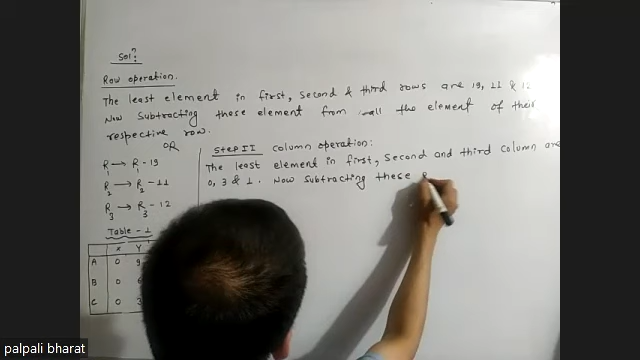 Sol?
Row operation.
The least element in first, second & third rows are 19, 11 & 12
Now subtracting these element from all the element of their
respective row.
OR
R1 → R1 - 19
R2 → R2 - 11
R3 → R3 - 12
Table - 1
X Y
A 0 9
B 0 6
C 0 3
Step II column operation:
The least element in first, second and third column are
0, 3 & 1. Now subtracting these
palpali bharat